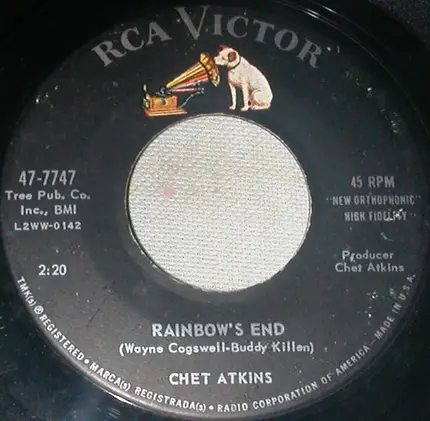 RCA VICTOR
47-7747
Tree Pub. Co.
Inc., BMI
L2WW-0142
2:20
45 RPM
"NEW ORTHOPHONIC"
HIGH FIDELITY
Producer
Chet Atkins
RAINBOW'S END
(Wayne Cogswell-Buddy Killen)
CHET ATKINS
TMK(s) ® REGISTERED • MARCA(s) REGISTRADA(s) • RADIO CORPORATION OF AMERICA—MADE IN U.S.A.